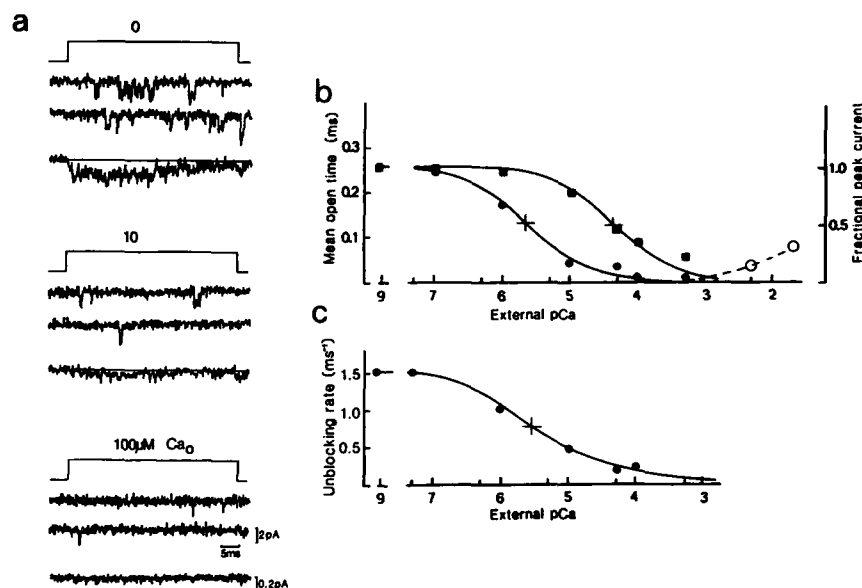 a
0
10
100μM Ca₀
]2pA
5ms
]0.2pA
b
Mean open time (ms)
0.3
0.2
0.1
Fractional peak current
1.0
0.5
9 7 6 5 4 3 2
External pCa
c
Unblocking rate (ms⁻¹)
1.5
1.0
0.5
9 7 6 5 4 3
External pCa